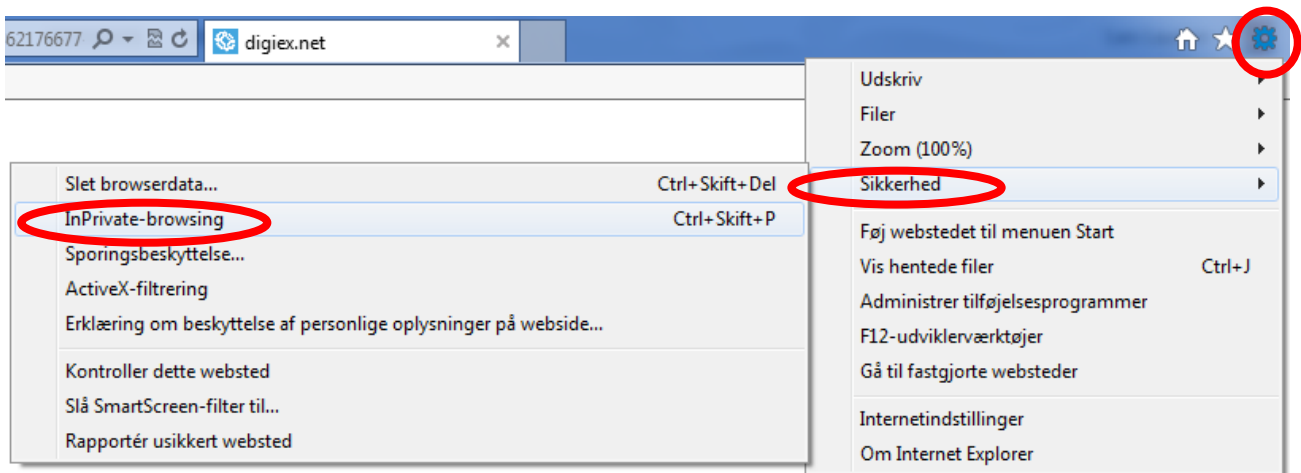 62176677
digiex.net
Udskriv
Filer
Zoom (100%)
Sikkerhed
Føj webstedet til menuen Start
Vis hentede filer Ctrl+J
Administrer tilføjelsesprogrammer
F12-udviklerværktøjer
Gå til fastgjorte websteder
Internetindstillinger
Om Internet Explorer
Slet browserdata... Ctrl+Skift+Del
InPrivate-browsing Ctrl+Skift+P
Sporingsbeskyttelse...
ActiveX-filtrering
Erklæring om beskyttelse af personlige oplysninger på webside...
Kontroller dette websted
Slå SmartScreen-filter til...
Rapportér usikkert websted